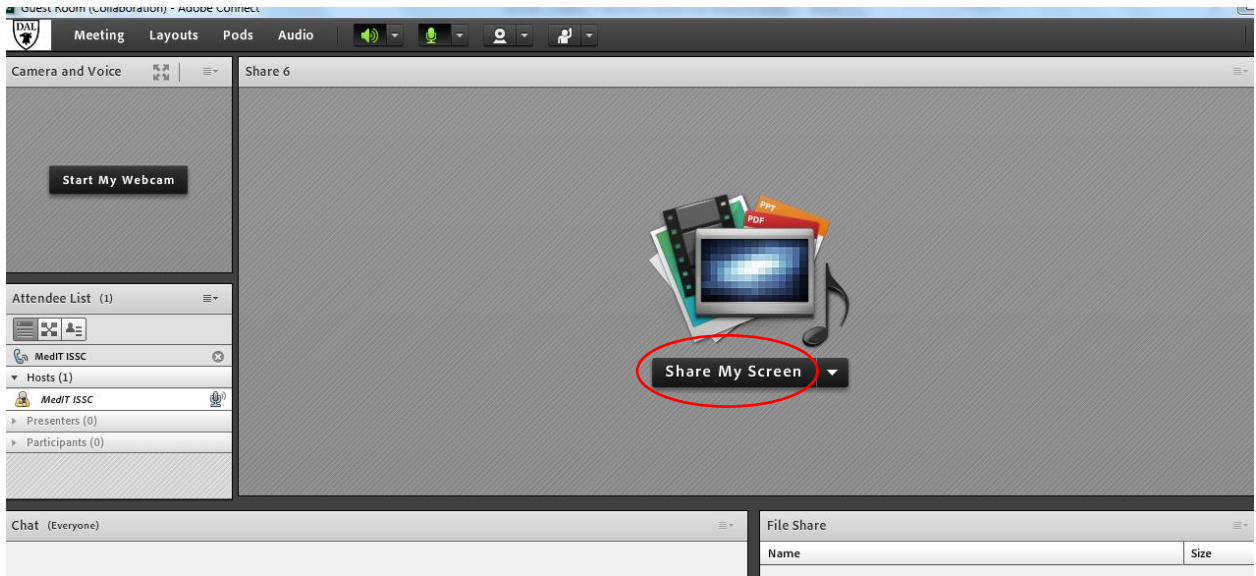 Guest Room (Collaboration) - Adobe Connect
DAL
Meeting Layouts Pods Audio
Camera and Voice
Share 6
Start My Webcam
PPT
PDF
Share My Screen
Attendee List (1)
MedIT ISSC
Hosts (1)
MedIT ISSC
Presenters (0)
Participants (0)
Chat (Everyone)
File Share
Name Size